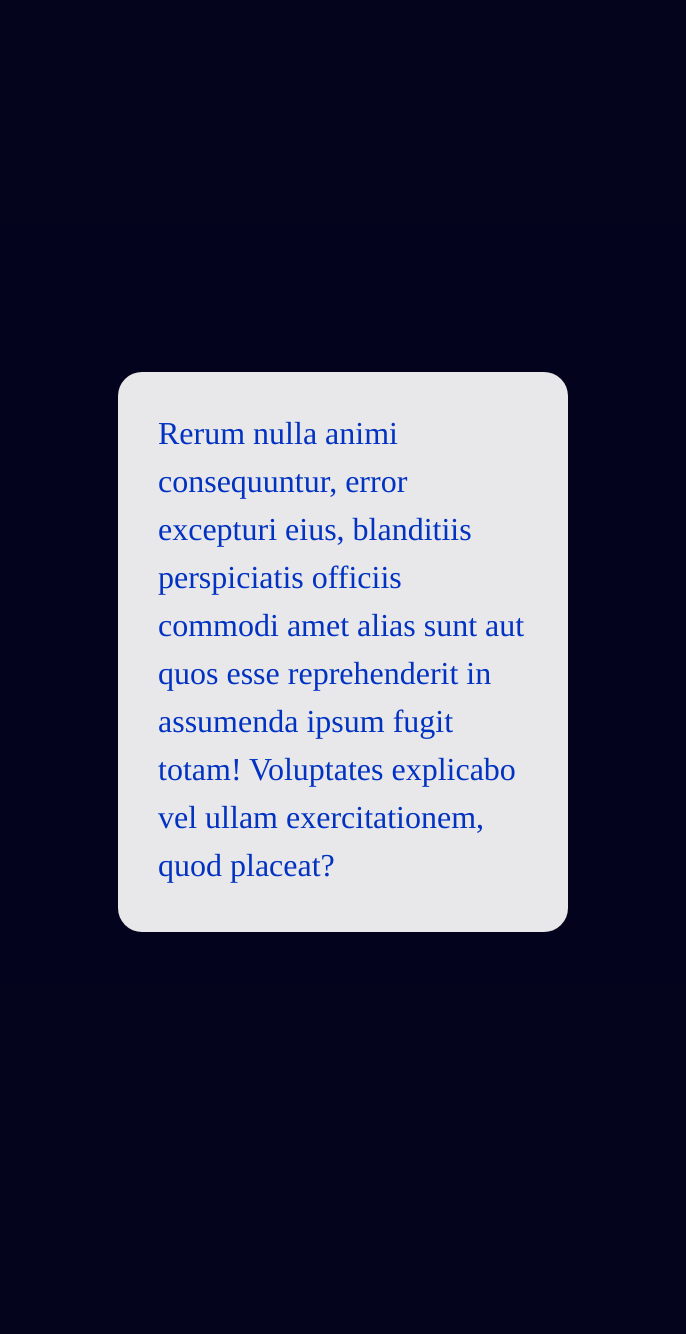 Rerum nulla animi
consequuntur, error
excepturi eius, blanditiis
perspiciatis officiis
commodi amet alias sunt aut
quos esse reprehenderit in
assumenda ipsum fugit
totam! Voluptates explicabo
vel ullam exercitationem,
quod placeat?